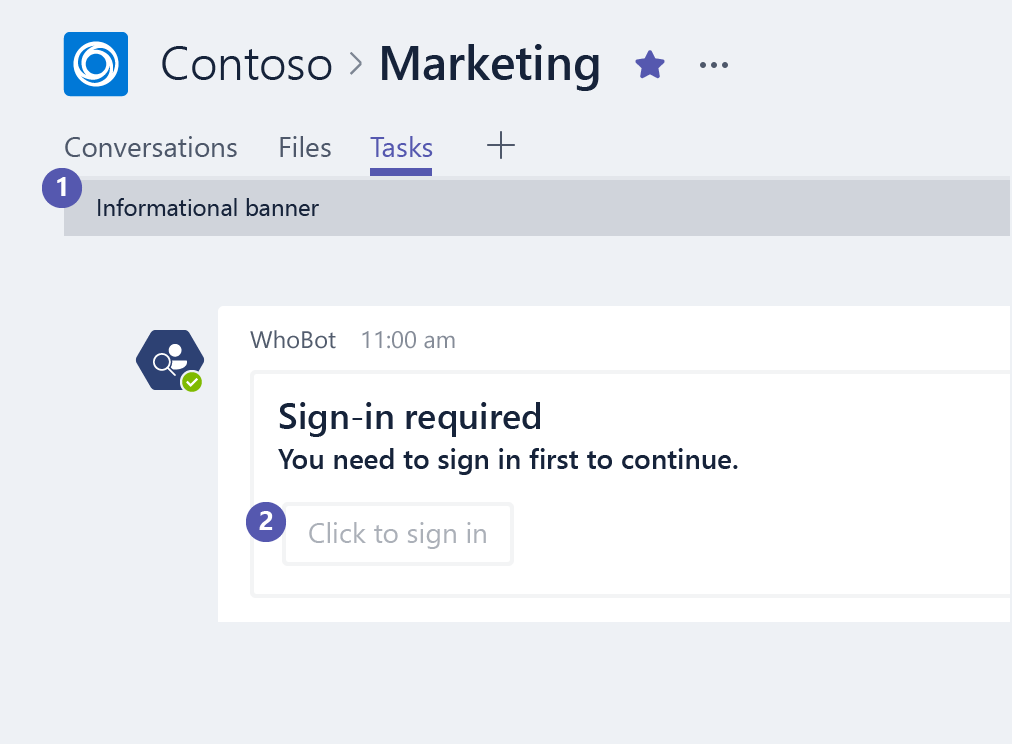 Contoso > Marketing
Conversations Files Tasks
1
Informational banner
WhoBot 11:00 am
Sign-in required
You need to sign in first to continue.
2
Click to sign in